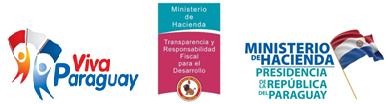 Viva
Paraguay
Ministerio
de
Hacienda
Transparencia y
Responsabilidad
Fiscal
para el
Desarrollo
MINISTERIO
DE HACIENDA
PRESIDENCIA
DE LA REPÚBLICA
DEL PARAGUAY